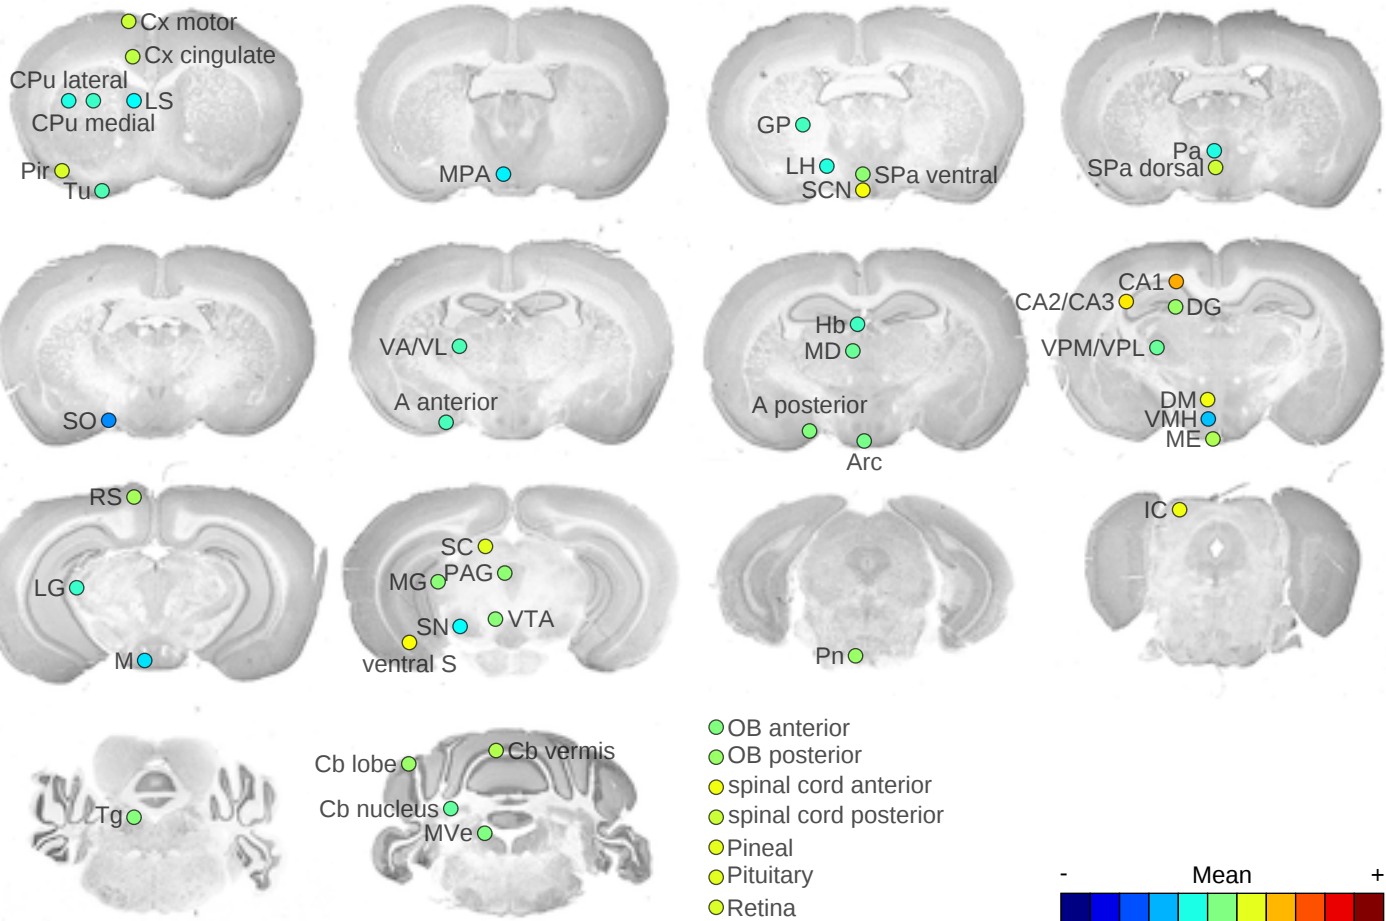 Cx motor
Cx cingulate
CPu lateral
LS
CPu medial
Pir
Tu
MPA
GP
LH
SPa ventral
SCN
Pa
SPa dorsal
SO
VA/VL
A anterior
Hb
MD
A posterior
Arc
CA1
CA2/CA3
DG
VPM/VPL
DM
VMH
ME
RS
LG
M
SC
MG
PAG
SN
VTA
ventral S
Pn
IC
Tg
Cb lobe
Cb vermis
Cb nucleus
MVe
OB anterior
OB posterior
spinal cord anterior
spinal cord posterior
Pineal
Pituitary
Retina
- Mean +